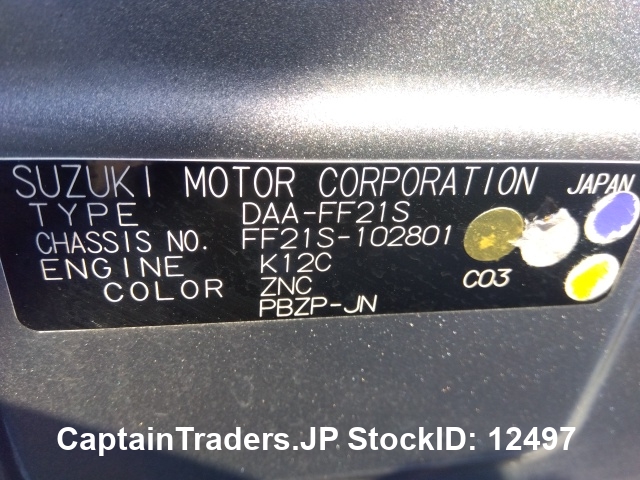 SUZUKI MOTOR CORPORATION JAPAN
TYPE DAA-FF21S
CHASSIS NO. FF21S-102801
ENGINE K12C C03
COLOR ZNC
PBZP-JN
CaptainTraders.JP StockID: 12497